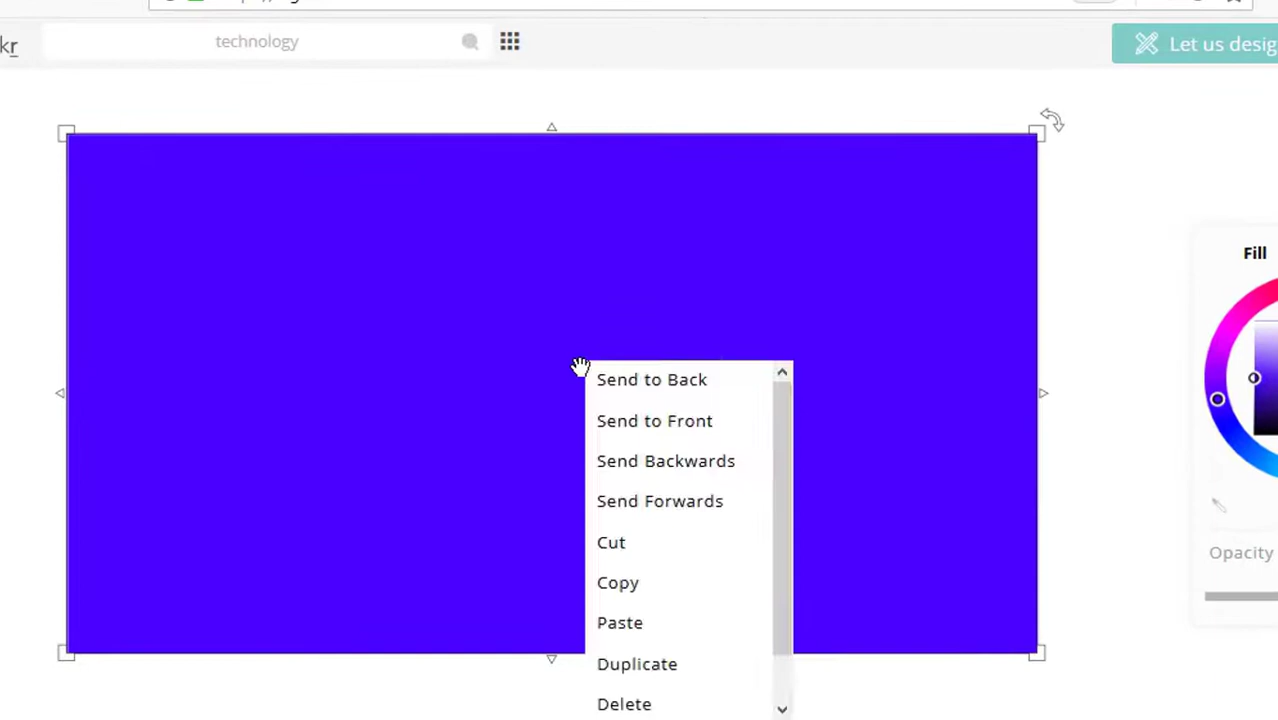 kr
technology
Let us desig
Fill
Send to Back
Send to Front
Send Backwards
Send Forwards
Cut
Copy
Paste
Duplicate
Delete
Opacity